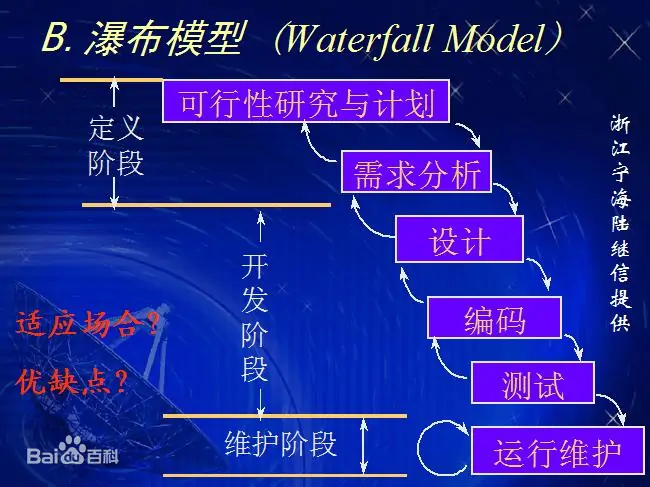 B. 瀑布模型 （Waterfall Model）
可行性研究与计划
定义
阶段
需求分析
设计
开
发
阶
段
编码
测试
适应场合?
优缺点?
维护阶段
运行维护
浙江宁海陆继信提供
Bai du 百科